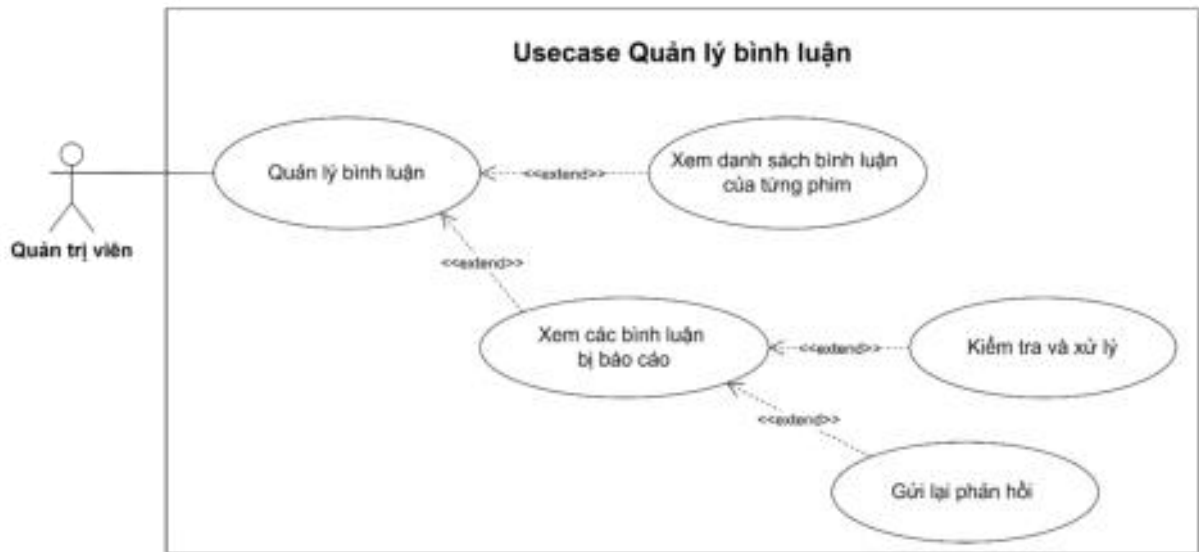 Usecase Quản lý bình luận
Quản lý bình luận
<<extend>>
Xem danh sách bình luận
của từng phim
Quản trị viên
<<extend>>
Xem các bình luận
bị báo cáo
<<extend>>
Kiểm tra và xử lý
<<extend>>
Gửi lại phản hồi